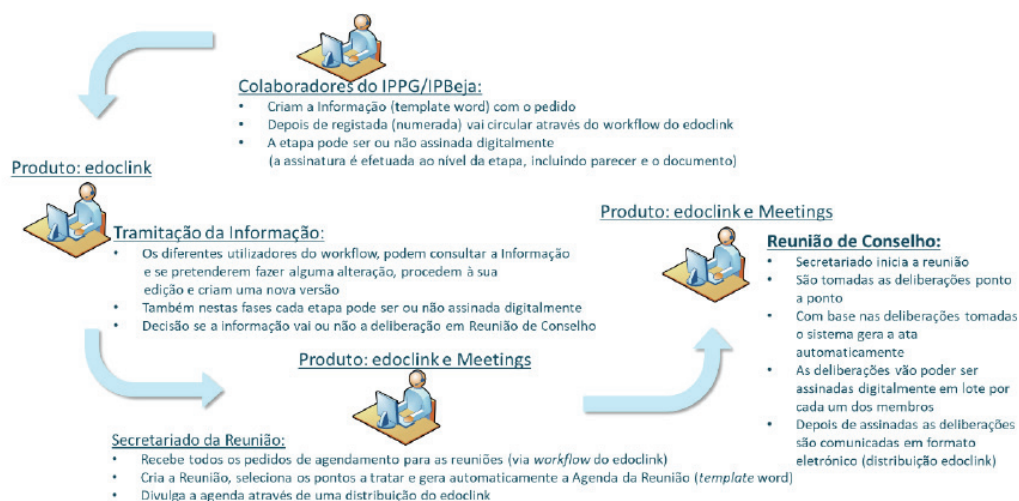 Colaboradores do IPPG/IPBeja:
• Criam a Informação (template word) com o pedido
• Depois de registada (numerada) vai circular através do workflow do edoclink
• A etapa pode ser ou não assinada digitalmente
(a assinatura é efetuada ao nível da etapa, incluindo parecer e o documento)
Produto: edoclink
Tramitação da Informação:
• Os diferentes utilizadores do workflow, podem consultar a Informação
e se pretenderem fazer alguma alteração, procedem à sua
edição e criam uma nova versão
• Também nestas fases cada etapa pode ser ou não assinada digitalmente
• Decisão se a informação vai ou não a deliberação em Reunião de Conselho
Produto: edoclink e Meetings
Secretariado da Reunião:
• Recebe todos os pedidos de agendamento para as reuniões (via workflow do edoclink)
• Cria a Reunião, seleciona os pontos a tratar e gera automaticamente a Agenda da Reunião (template word)
• Divulga a agenda através de uma distribuição do edoclink
Produto: edoclink e Meetings
Reunião de Conselho:
• Secretariado inicia a reunião
• São tomadas as deliberações ponto
a ponto
• Com base nas deliberações tomadas
o sistema gera a ata
automaticamente
• As deliberações vão poder ser
assinadas digitalmente em lote por
cada um dos membros
• Depois de assinadas as deliberações
são comunicadas em formato
eletrónico (distribuição edoclink)